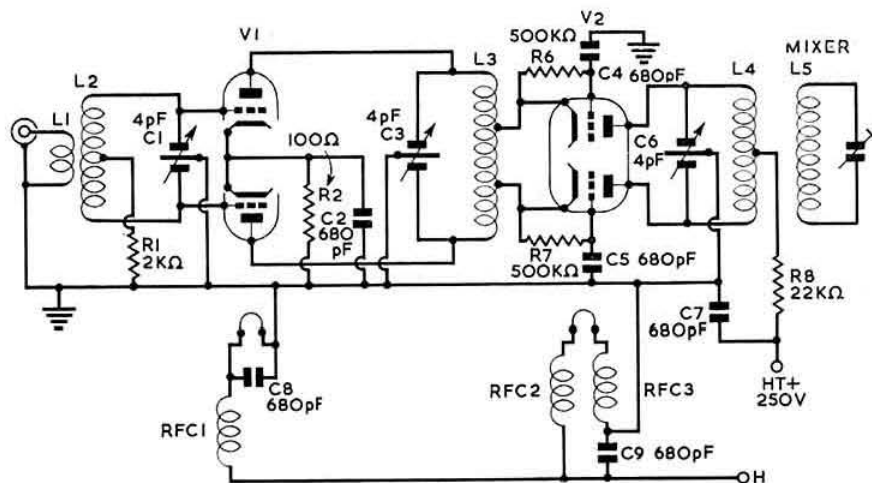 V1
V2
500KΩ
R6
C4
680pF
L1
L2
L3
L4
MIXER
L5
4pF
C1
100Ω
R2
C2
680
pF
4pF
C3
C6
4pF
R1
2KΩ
R7
500KΩ
C5 680pF
R8
22KΩ
C7
680pF
HT+
250V
C8
680pF
RFC1
RFC2
RFC3
C9 680pF
H